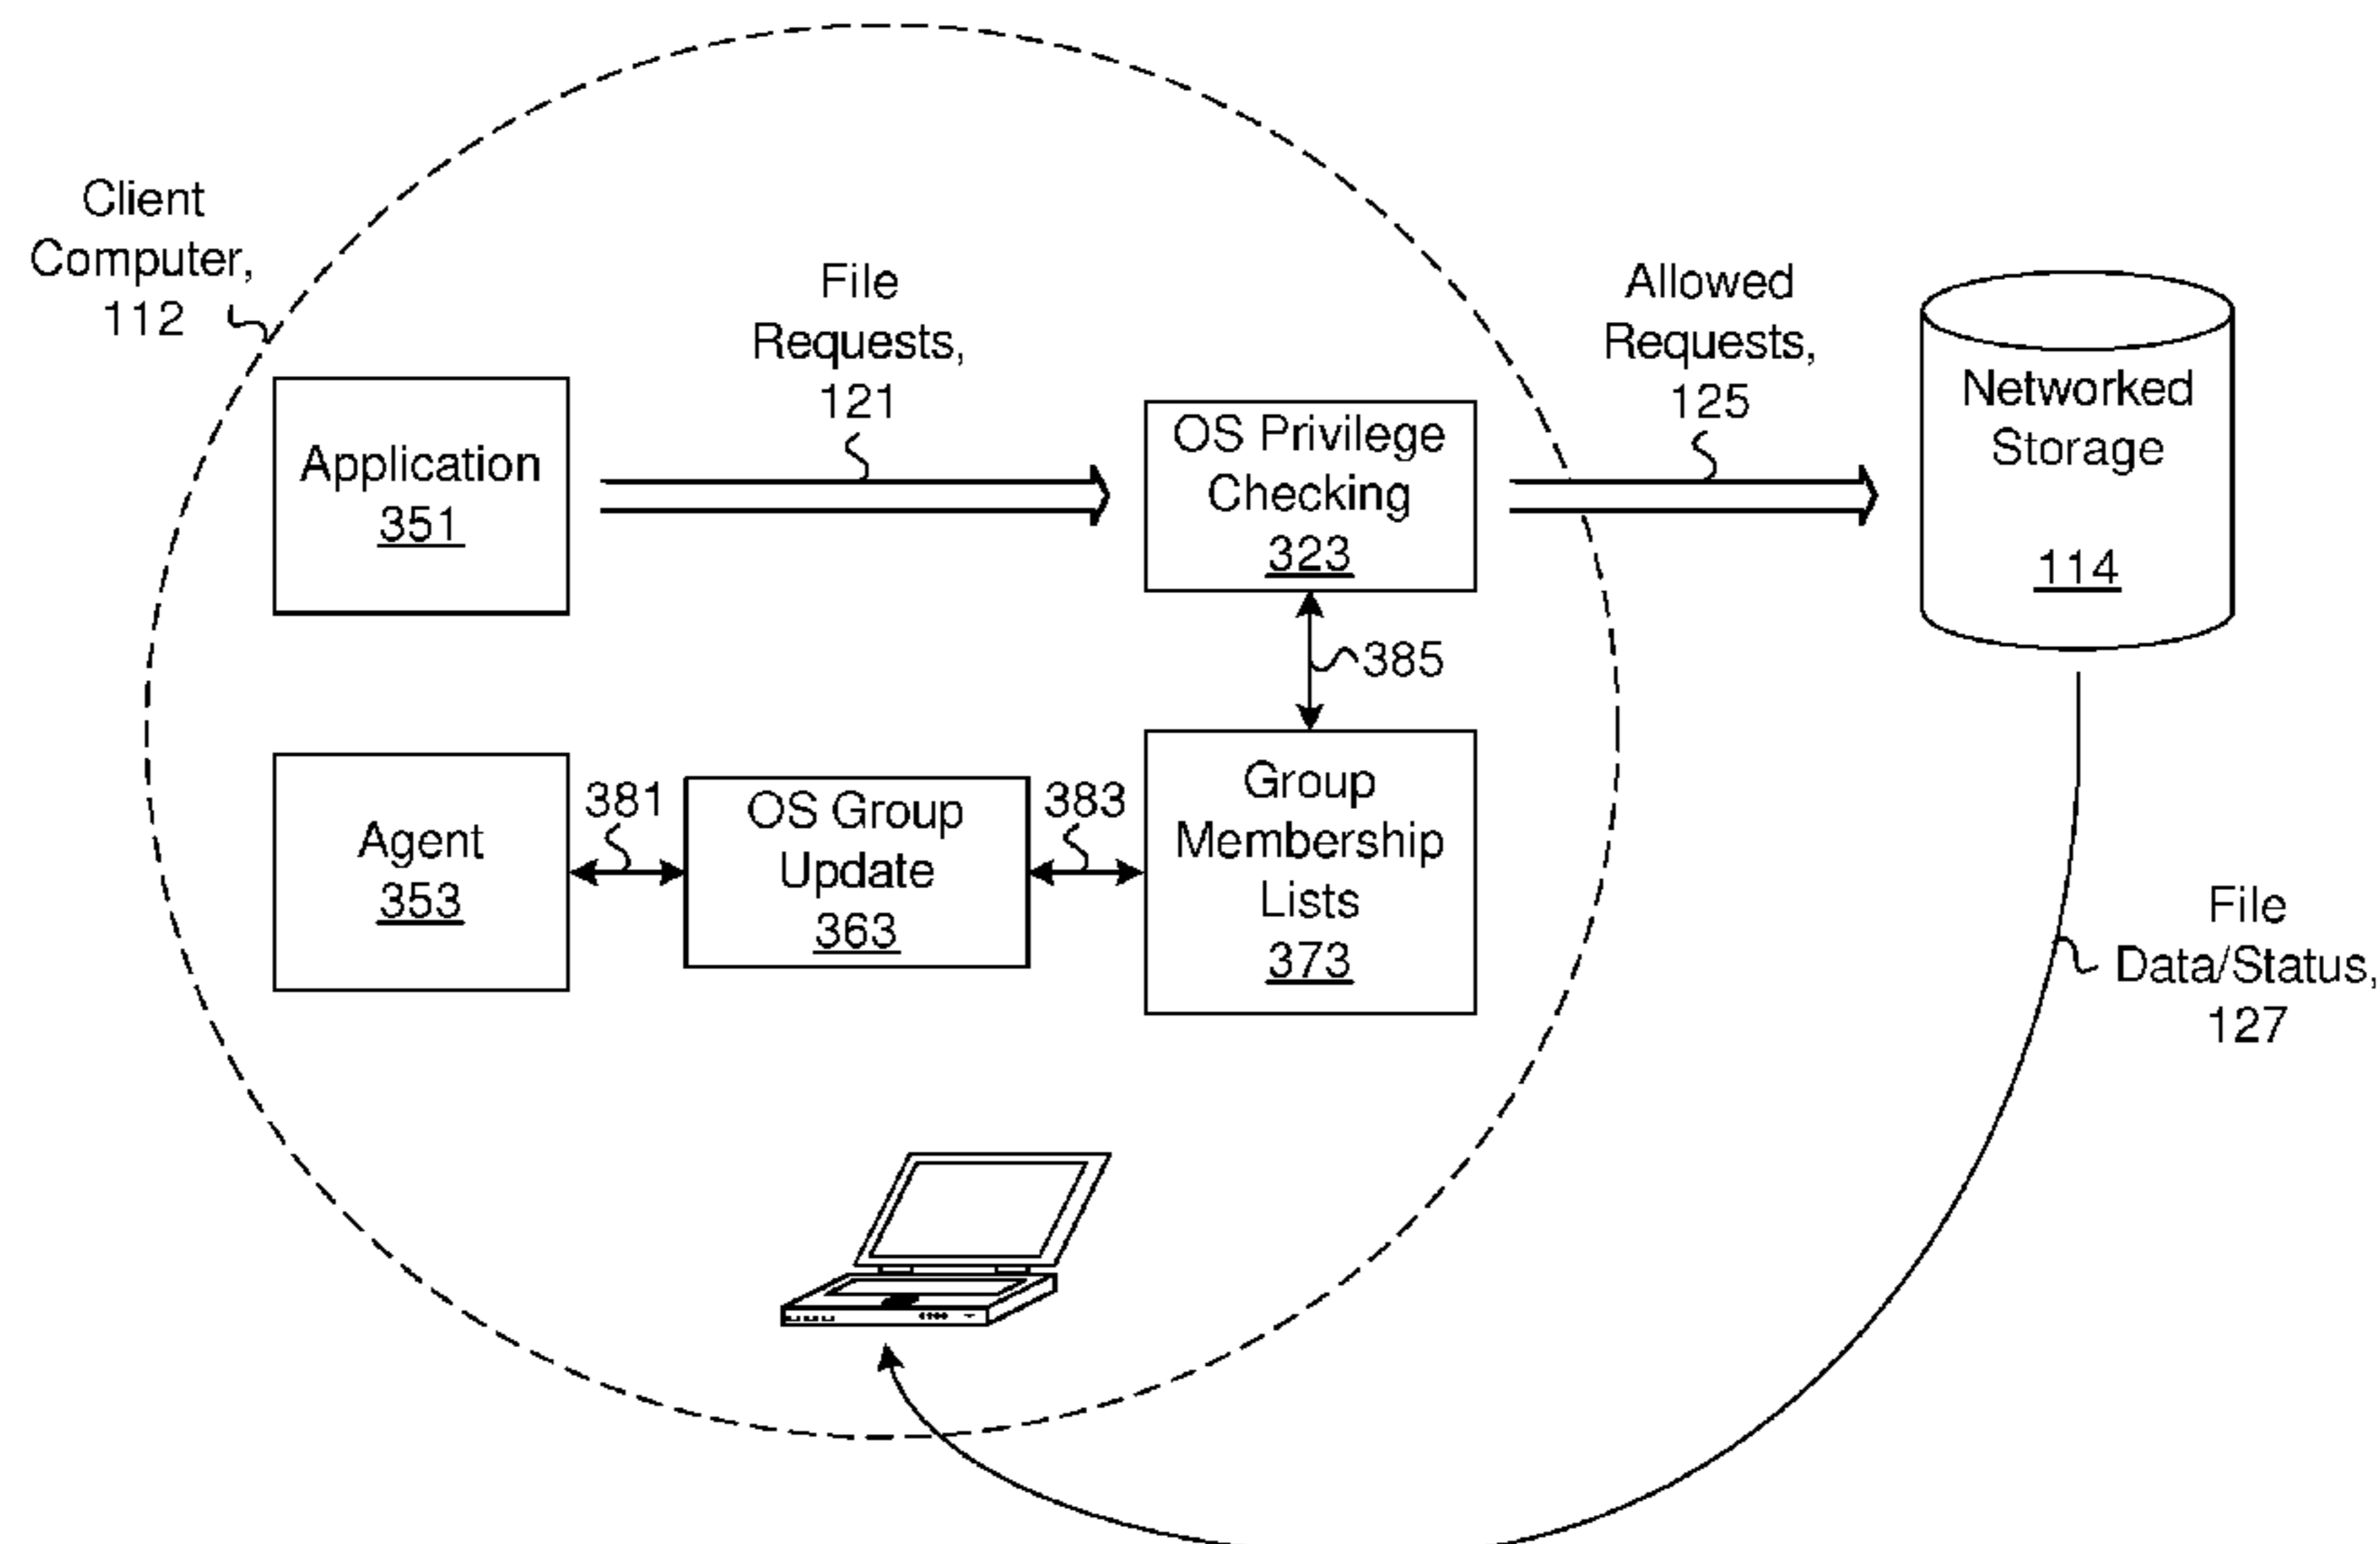 Client
Computer,
112
File
Requests,
121
Allowed
Requests,
125
Application
351
OS Privilege
Checking
323
Networked
Storage
114
385
Agent
353
381
OS Group
Update
363
383
Group
Membership
Lists
373
File
Data/Status,
127